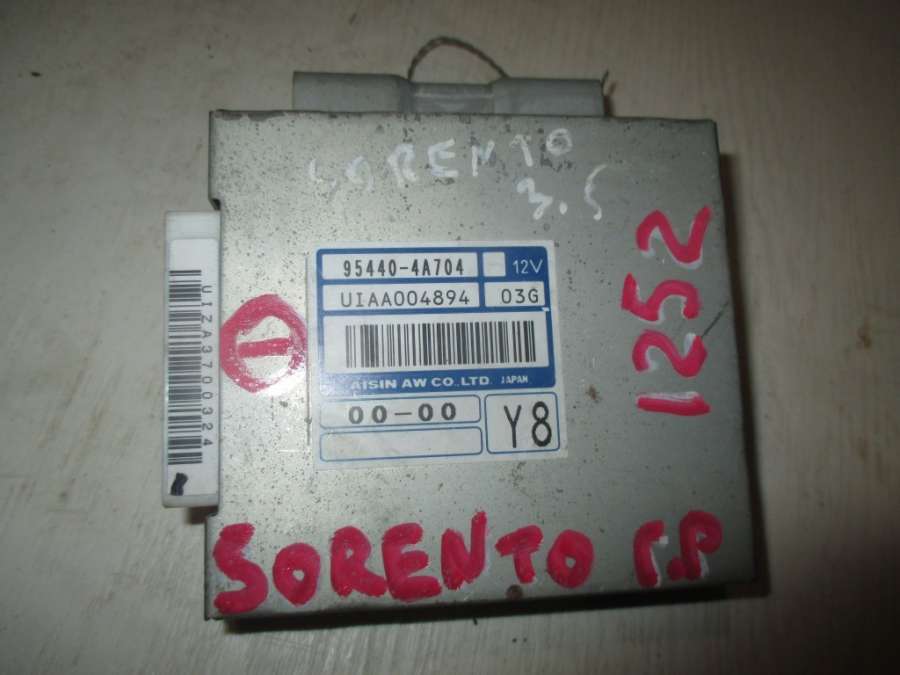 SORENTO
3.5
95440-4A704 12V
UIAA004894 03G
AISIN AW CO.,LTD. JAPAN
00-00
Y8
UIZA3700324
1
1252
SORENTO г.р